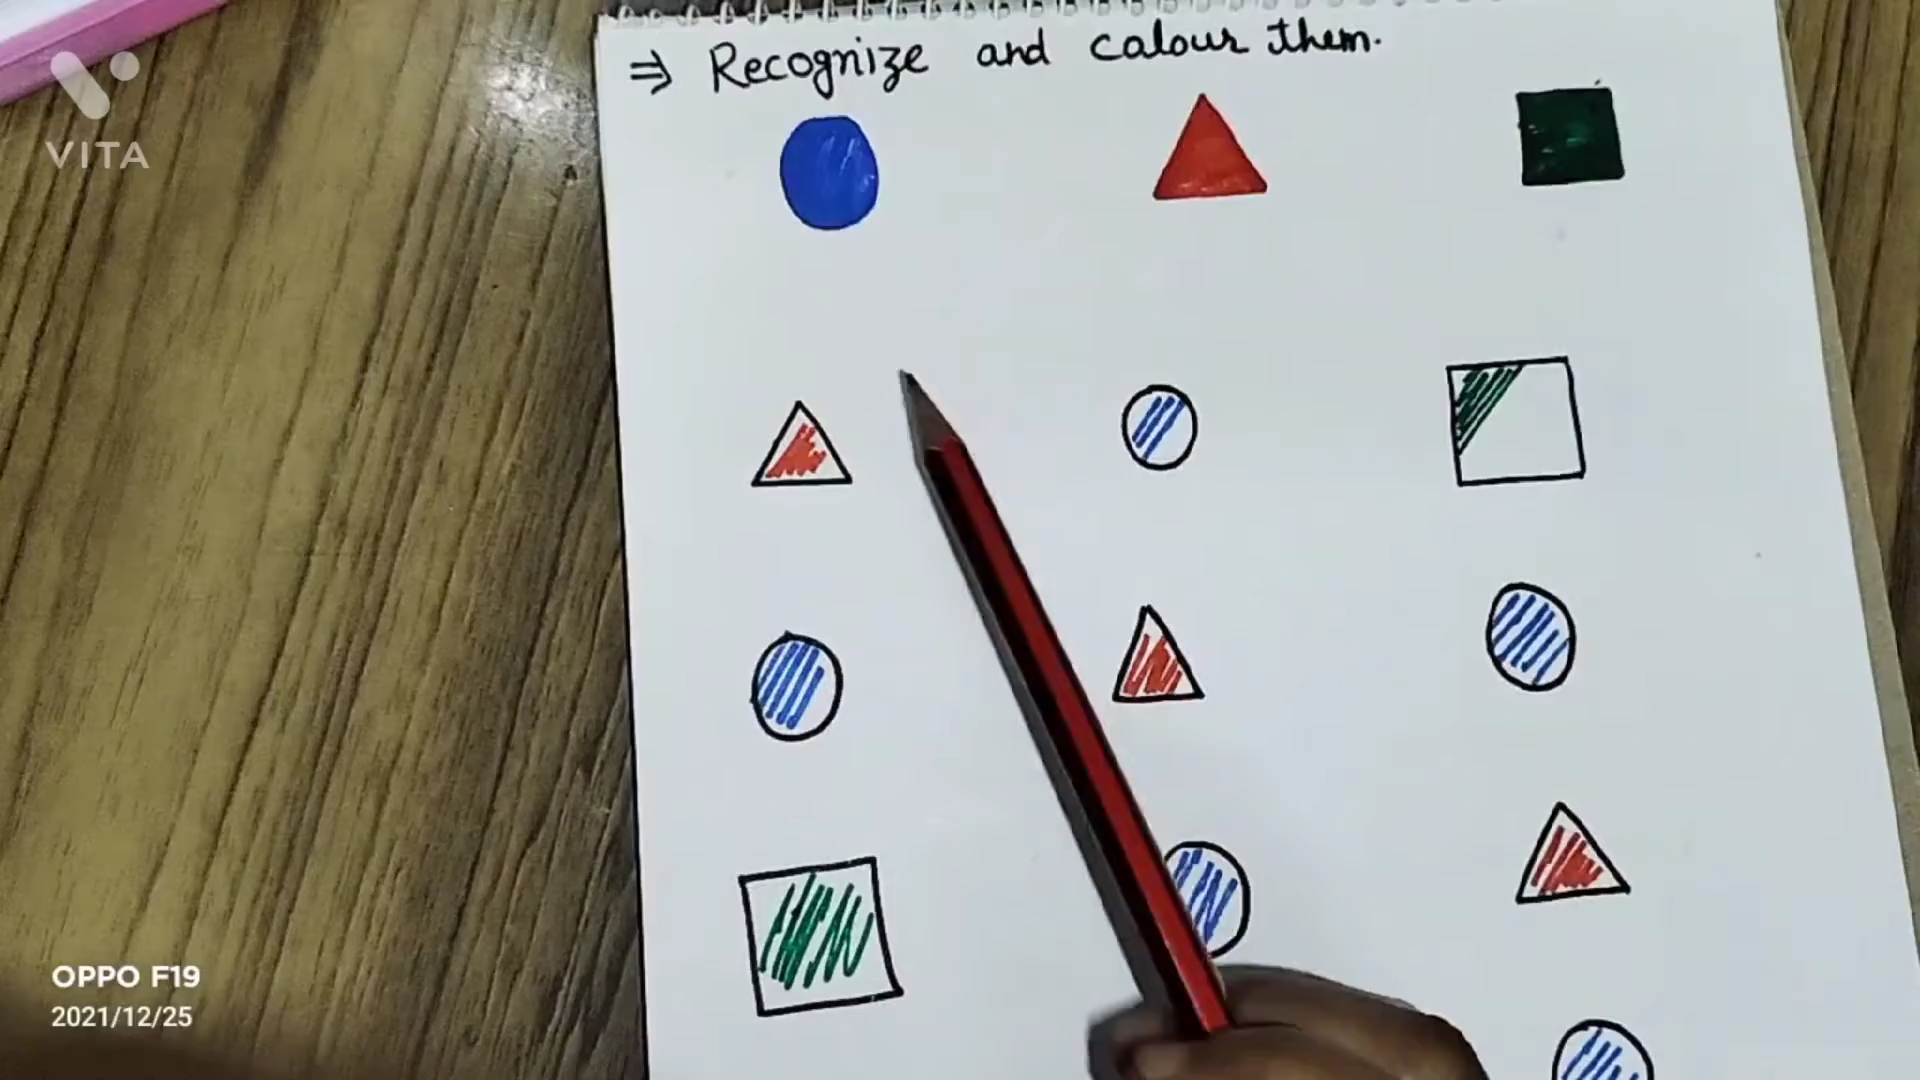 ⇒ Recognize and calour them.
VITA
OPPO F19
2021/12/25